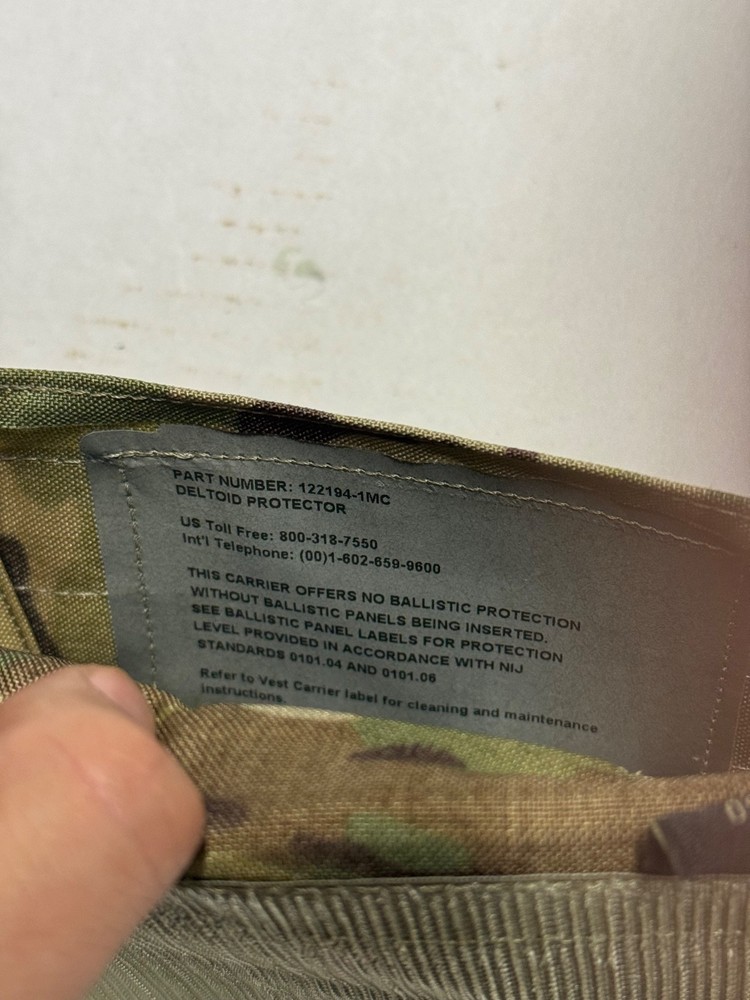 PART NUMBER: 122194-1MC
DELTOID PROTECTOR
US Toll Free: 800-318-7550
Int'l Telephone: (00)1-602-659-9600
THIS CARRIER OFFERS NO BALLISTIC PROTECTION
WITHOUT BALLISTIC PANELS BEING INSERTED.
SEE BALLISTIC PANEL LABELS FOR PROTECTION
LEVEL PROVIDED IN ACCORDANCE WITH NIJ
STANDARDS 0101.04 AND 0101.06
Refer to Vest Carrier label for cleaning and maintenance
instructions.